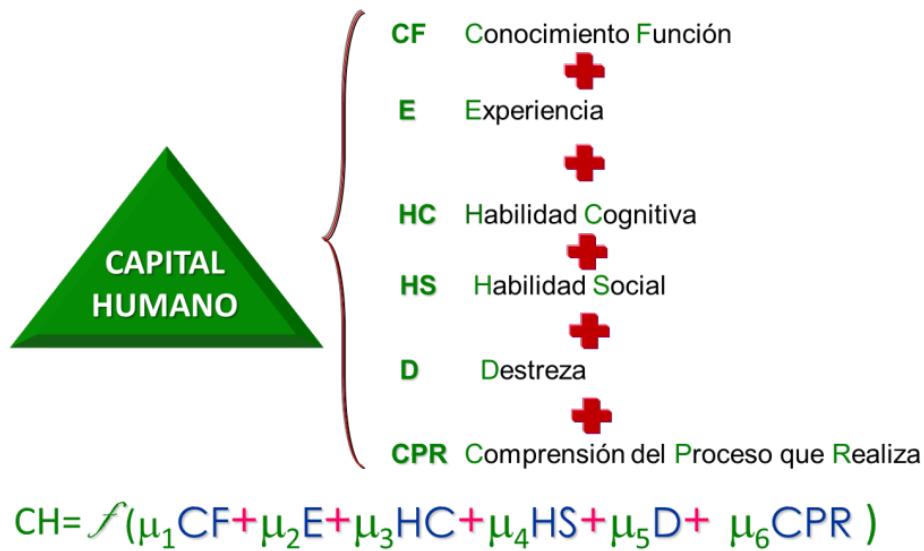 CF Conocimiento Función
E Experiencia
HC Habilidad Cognitiva
HS Habilidad Social
D Destreza
CPR Comprensión del Proceso que Realiza
CAPITAL
HUMANO
CH= f (μ₁CF+μ₂E+μ₃HC+μ₄HS+μ₅D+ μ₆CPR )